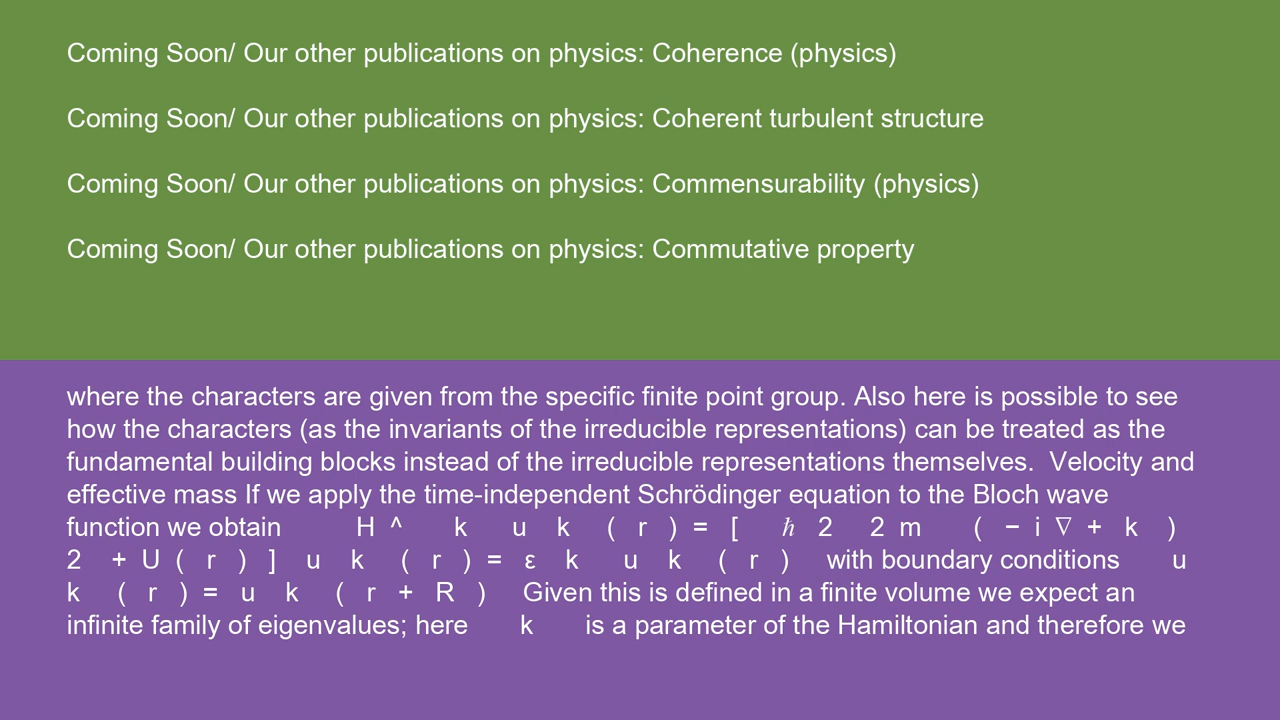 Coming Soon/ Our other publications on physics: Coherence (physics)
Coming Soon/ Our other publications on physics: Coherent turbulent structure
Coming Soon/ Our other publications on physics: Commensurability (physics)
Coming Soon/ Our other publications on physics: Commutative property
where the characters are given from the specific finite point group. Also here is possible to see
how the characters (as the invariants of the irreducible representations) can be treated as the
fundamental building blocks instead of the irreducible representations themselves.  Velocity and
effective mass If we apply the time-independent Schrödinger equation to the Bloch wave
function we obtain H ^ k u k ( r ) = [ ℏ 2 2 m ( − i ∇ + k )
2 + U ( r ) ] u k ( r ) = ε k u k ( r ) with boundary conditions u
k ( r ) = u k ( r + R ) Given this is defined in a finite volume we expect an
infinite family of eigenvalues; here k is a parameter of the Hamiltonian and therefore we